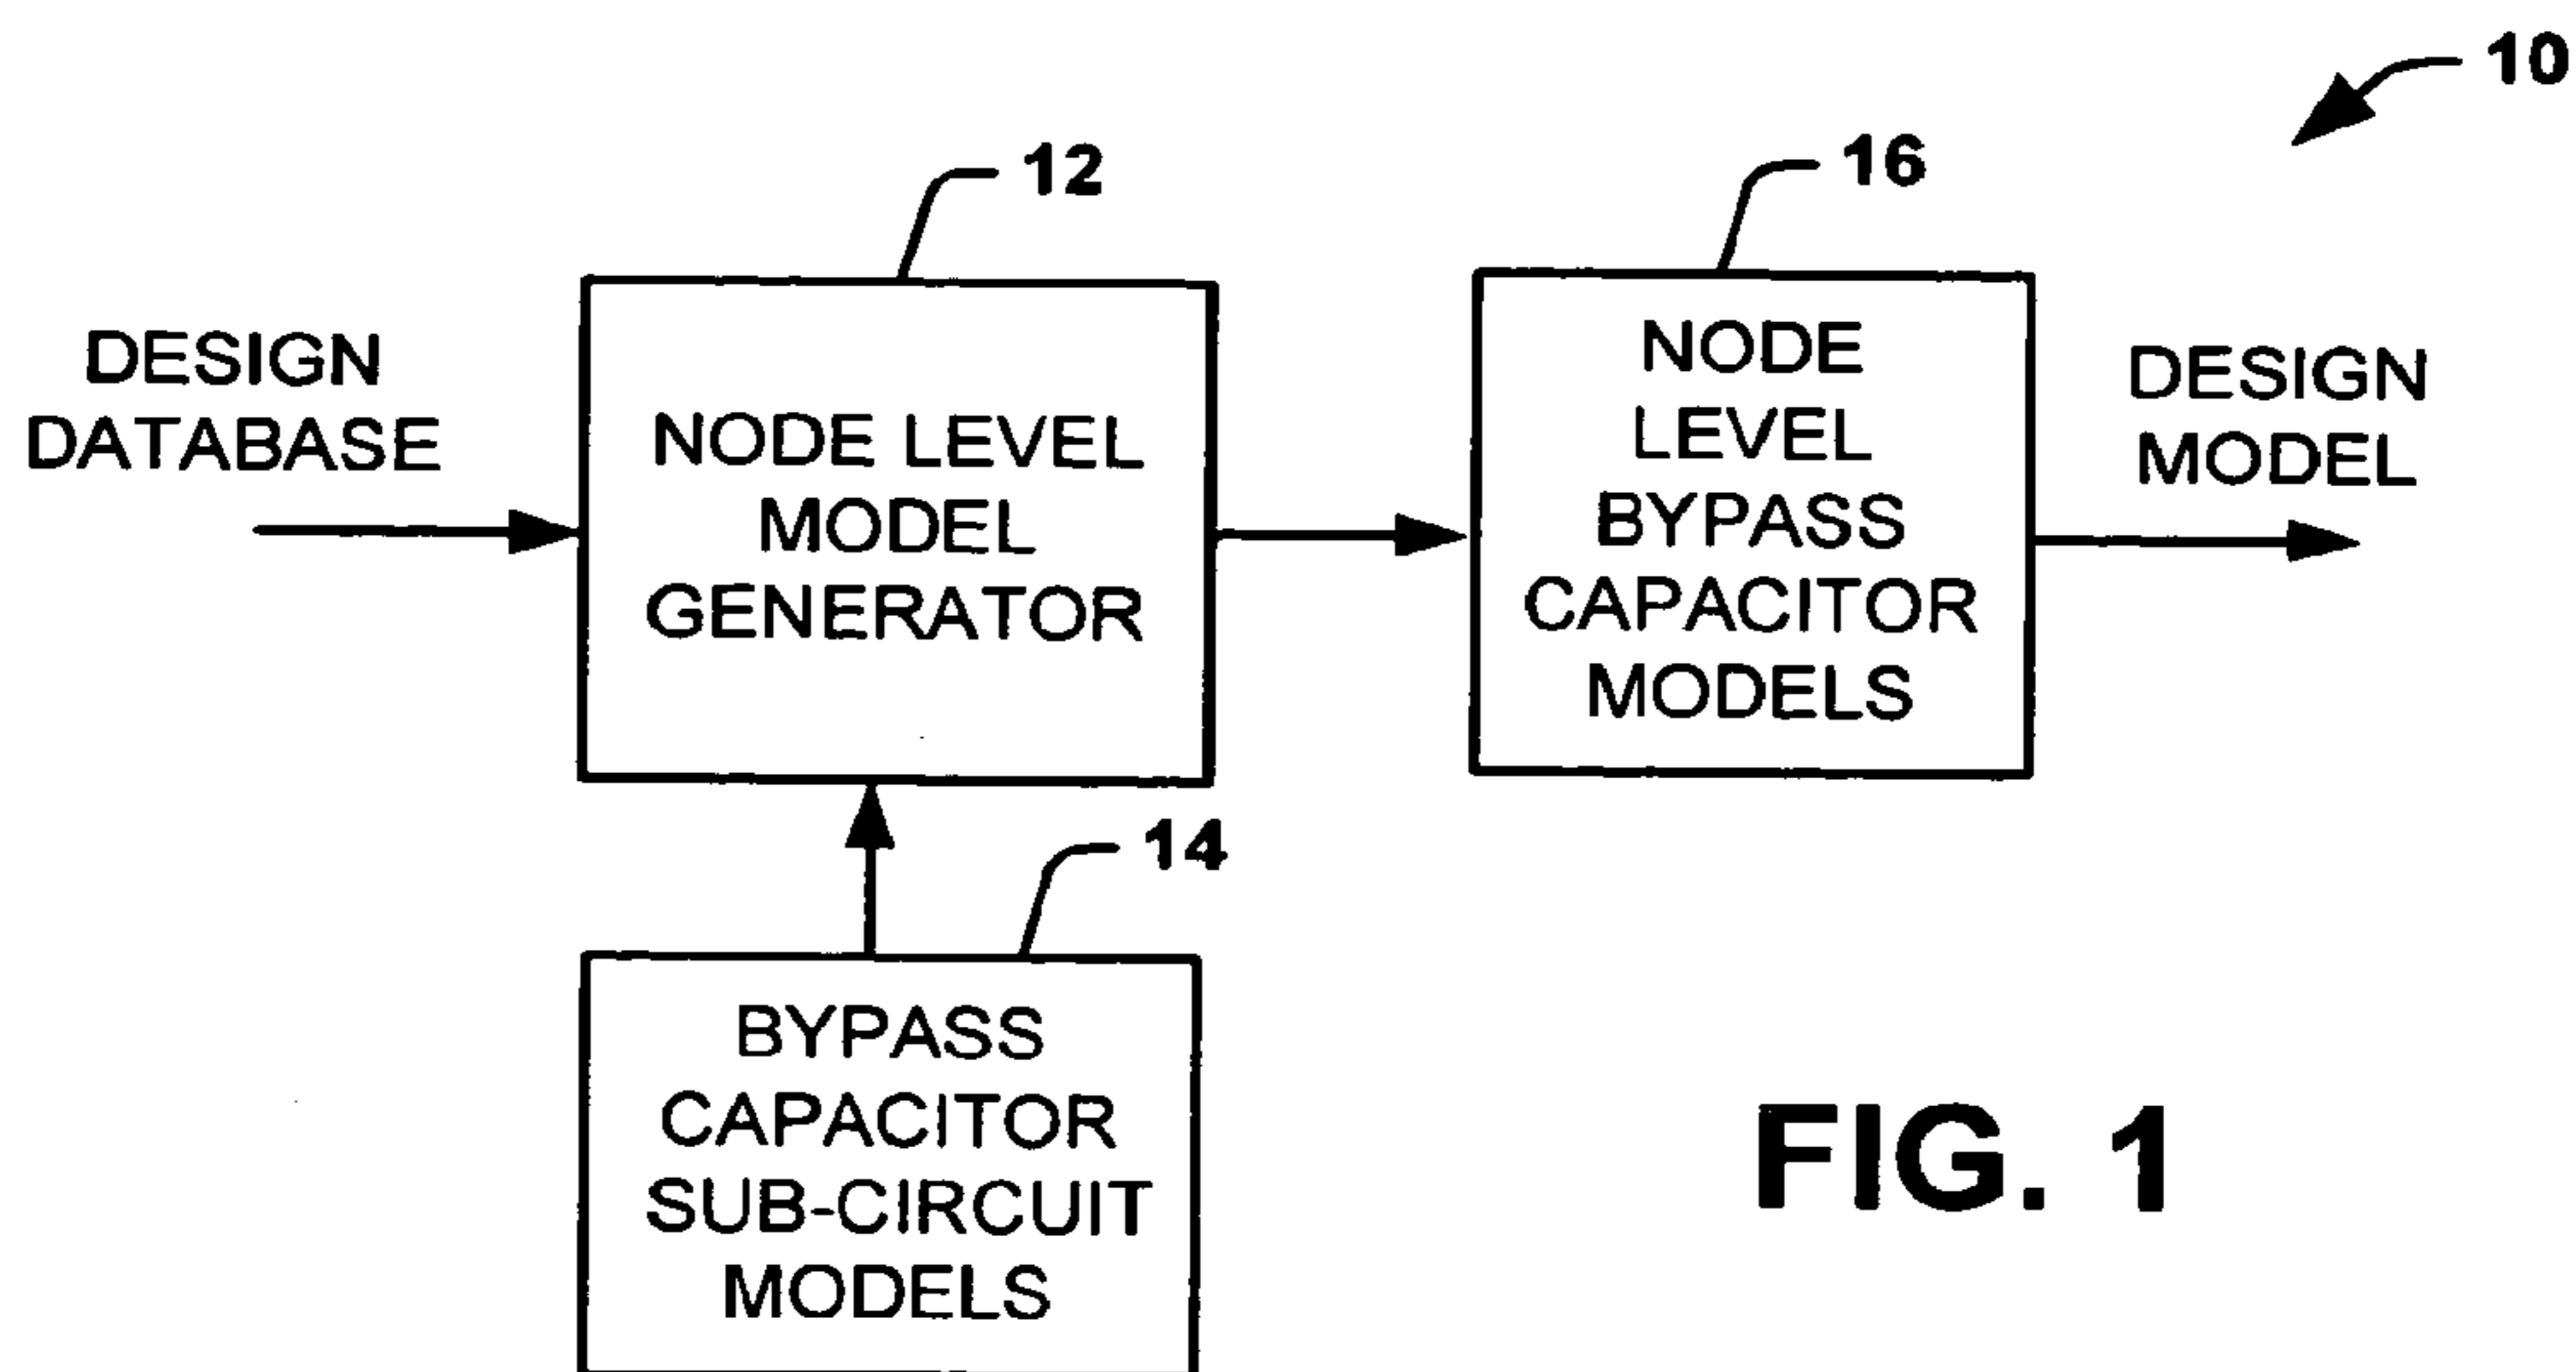 10
12
16
DESIGN
DATABASE
NODE LEVEL
MODEL
GENERATOR
NODE
LEVEL
BYPASS
CAPACITOR
MODELS
DESIGN
MODEL
14
BYPASS
CAPACITOR
SUB-CIRCUIT
MODELS
FIG. 1